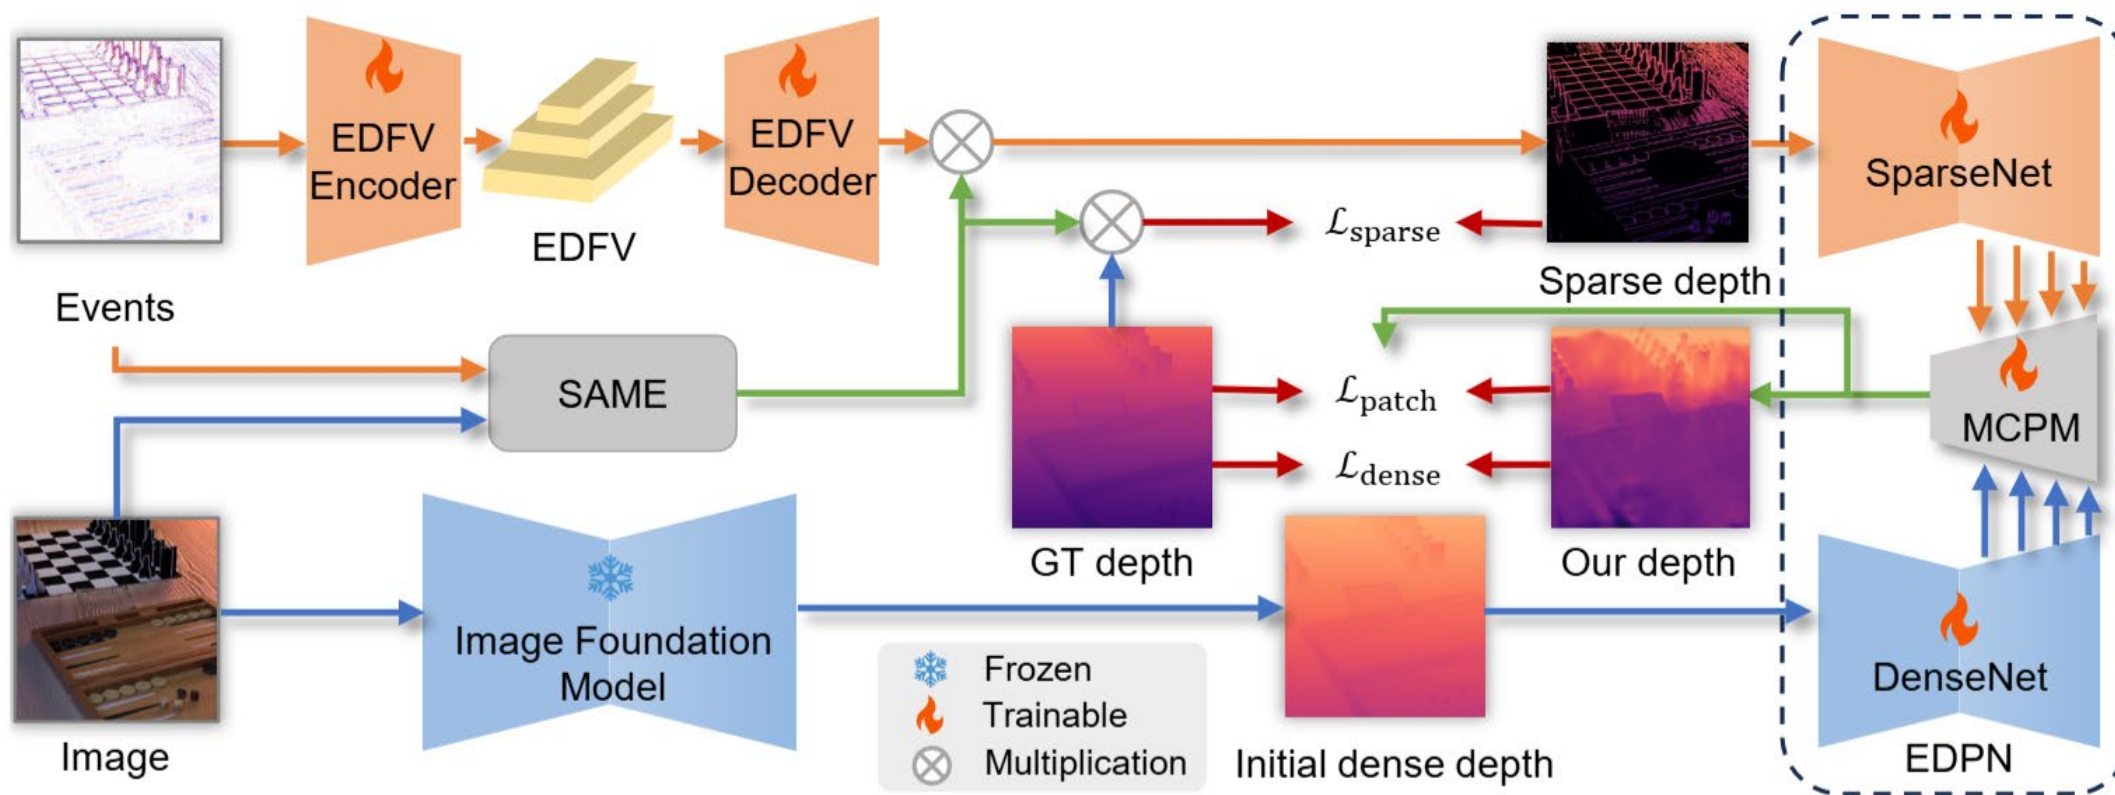 Events
EDFV
Encoder
EDFV
EDFV
Decoder
SAME
Image
Image Foundation
Model
GT depth
ℒsparse
ℒpatch
ℒdense
Sparse depth
Our depth
Initial dense depth
Frozen
Trainable
Multiplication
SparseNet
MCPM
DenseNet
EDPN